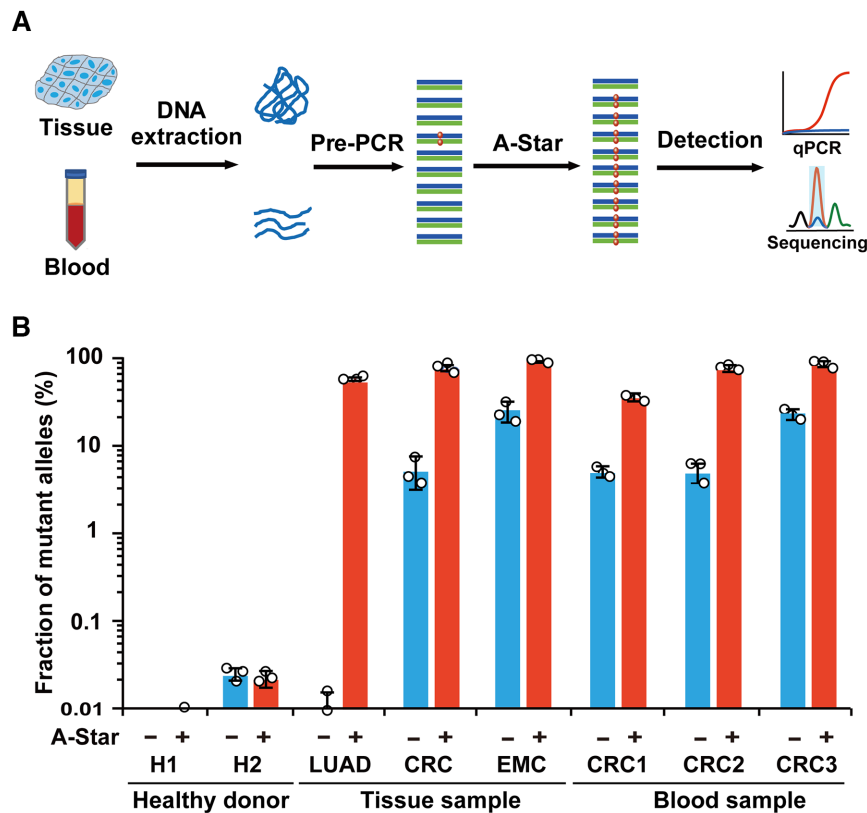 A
Tissue
Blood
DNA
extraction
Pre-PCR
A-Star
Detection
qPCR
Sequencing
B
Fraction of mutant alleles (%)
100
10
1
0.1
0.01
A-Star − + − + − + − + − + − + − + − +
H1 H2 LUAD CRC EMC CRC1 CRC2 CRC3
Healthy donor Tissue sample Blood sample